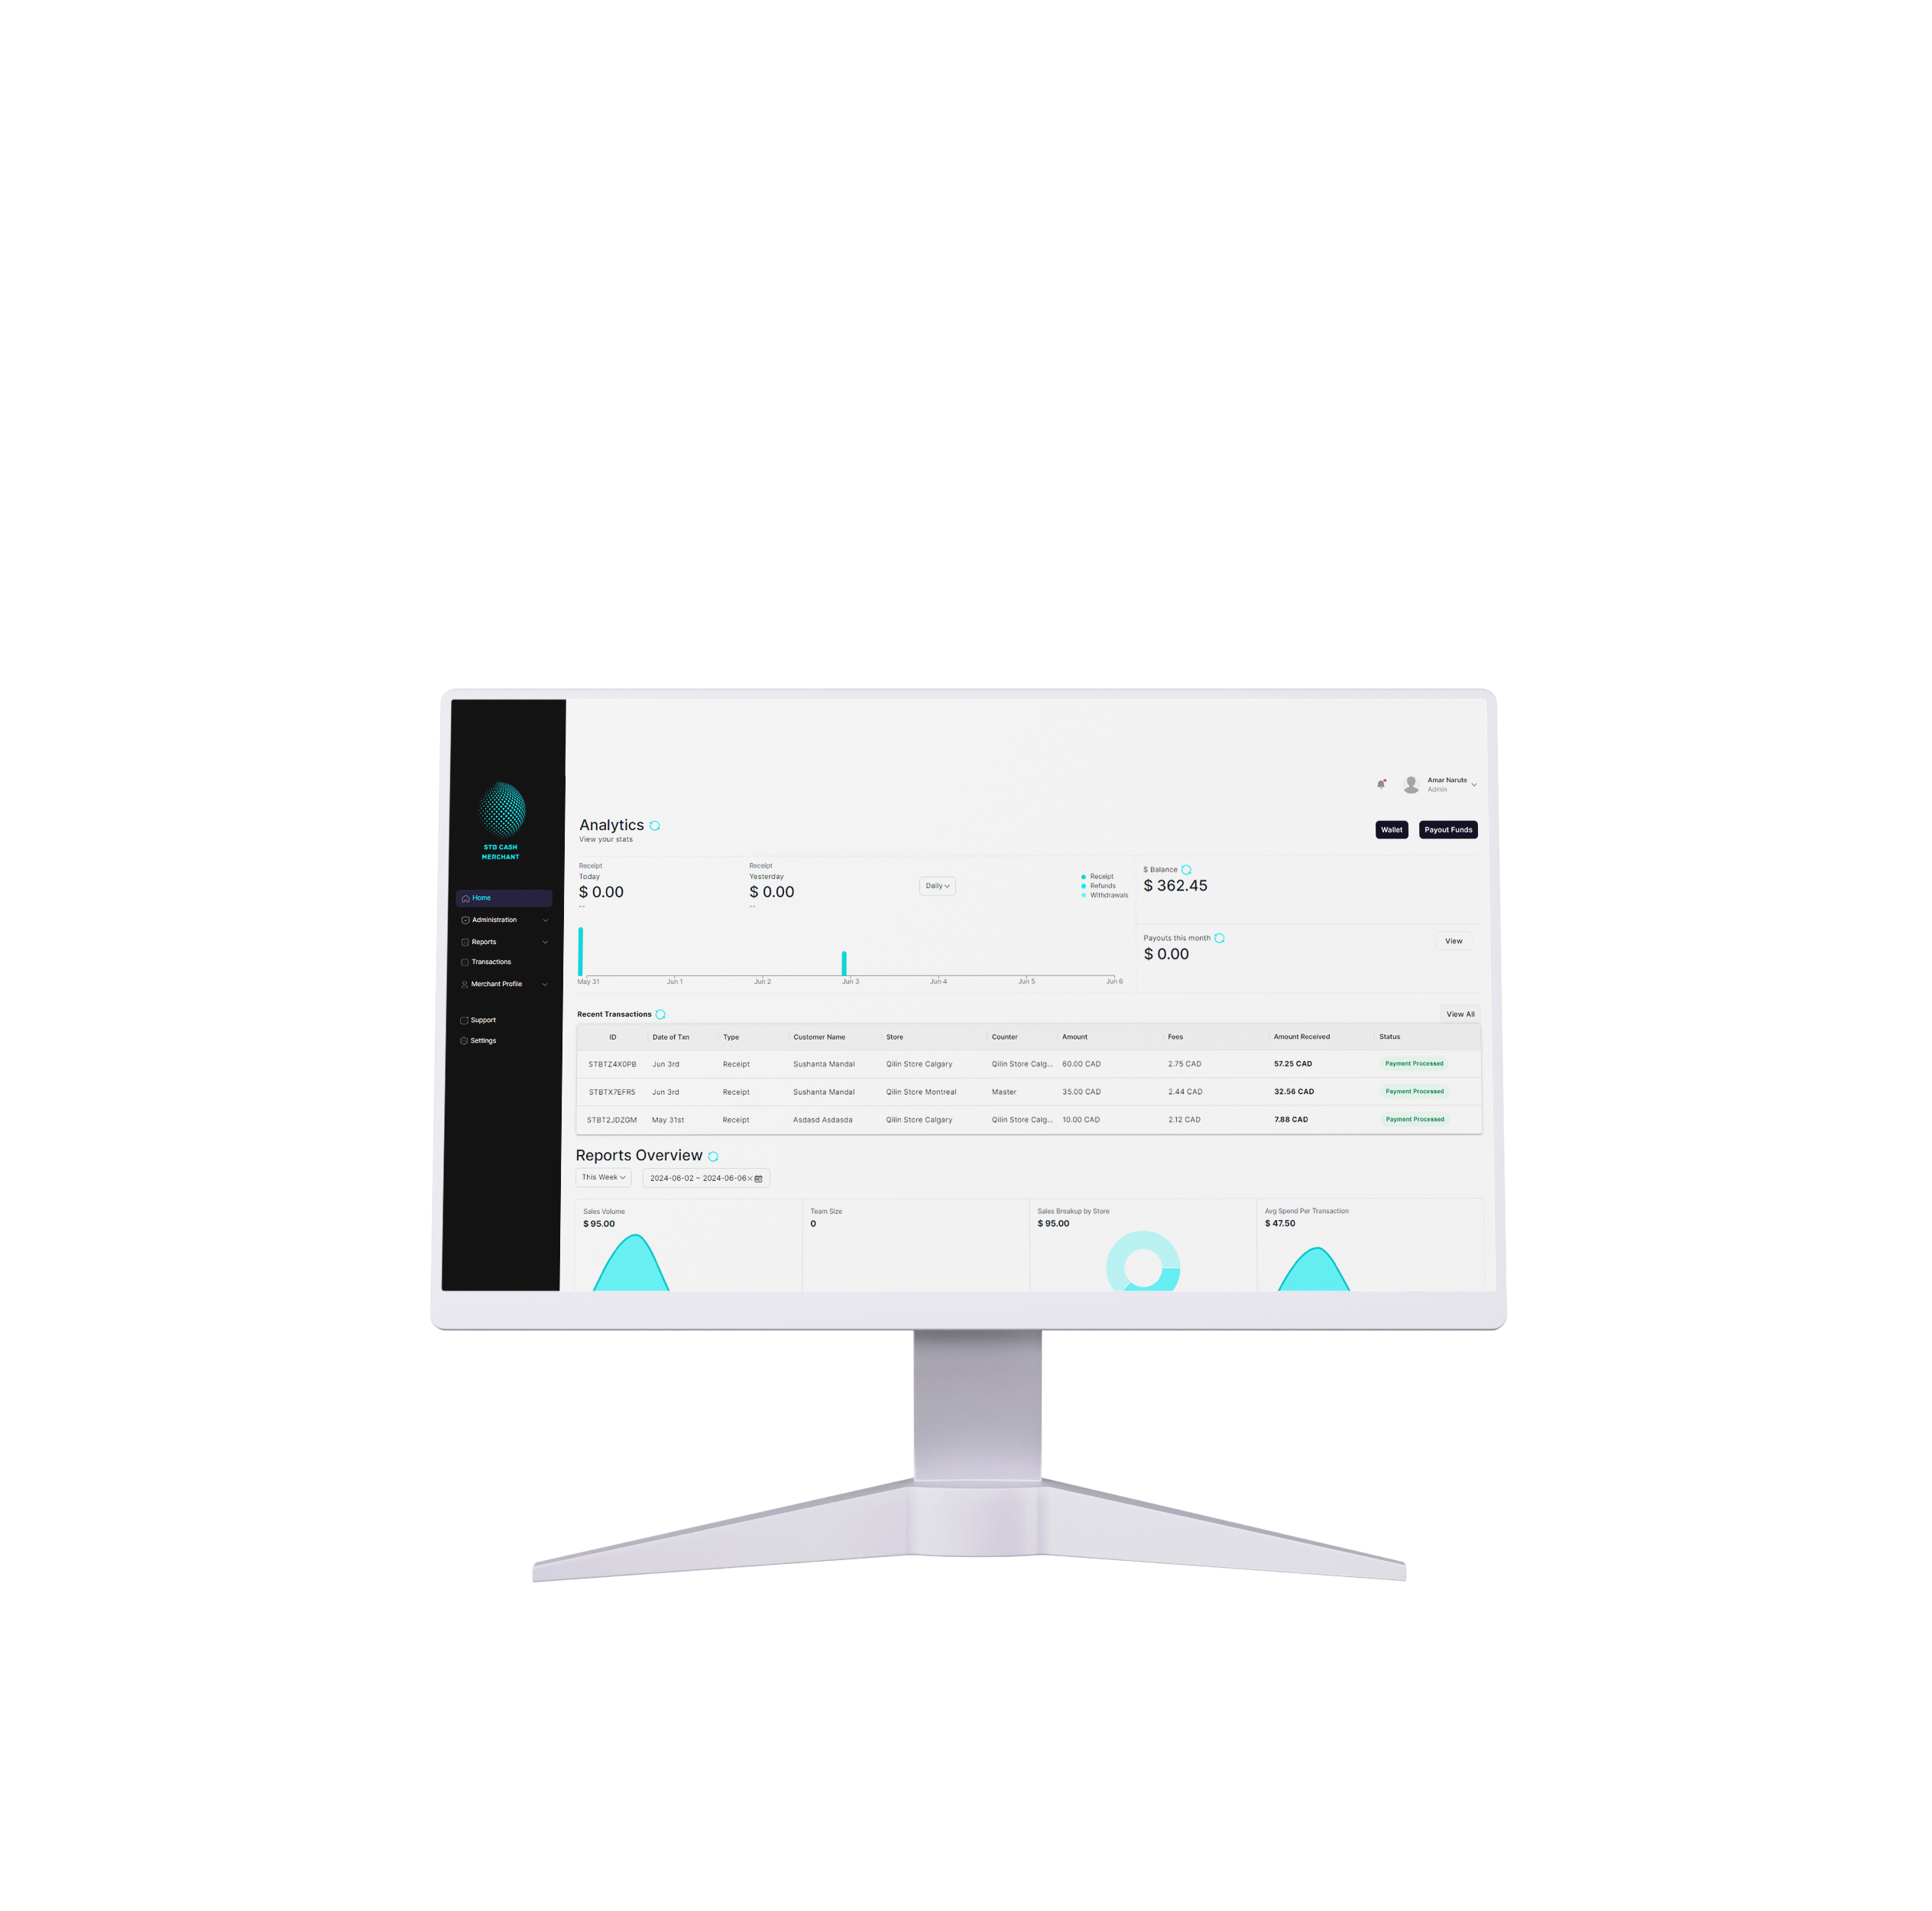 STB CASH
MERCHANT
Home
Administration
Reports
Transactions
Merchant Profile
Support
Settings
Amar Narute
Admin
Analytics
View your stats
Wallet
Payout Funds
Receipt
Today
$ 0.00
--
Receipt
Yesterday
$ 0.00
--
Daily
Receipt
Refunds
Withdrawals
$ Balance
$ 362.45
Payouts this month
$ 0.00
View
May 31 Jun 1 Jun 2 Jun 3 Jun 4 Jun 5 Jun 6
Recent Transactions
View All
ID Date of Txn Type Customer Name Store Counter Amount Fees Amount Received Status
STBTZ4X0PB Jun 3rd Receipt Sushanta Mandal Qilin Store Calgary Qilin Store Calg... 60.00 CAD 2.75 CAD 57.25 CAD Payment Processed
STBTX7EFR5 Jun 3rd Receipt Sushanta Mandal Qilin Store Montreal Master 35.00 CAD 2.44 CAD 32.56 CAD Payment Processed
STBT2JDZGM May 31st Receipt Asdasd Asdasda Qilin Store Calgary Qilin Store Calg... 10.00 CAD 2.12 CAD 7.88 CAD Payment Processed
Reports Overview
This Week
2024-06-02 ~ 2024-06-06
Sales Volume
$ 95.00
Team Size
0
Sales Breakup by Store
$ 95.00
Avg Spend Per Transaction
$ 47.50